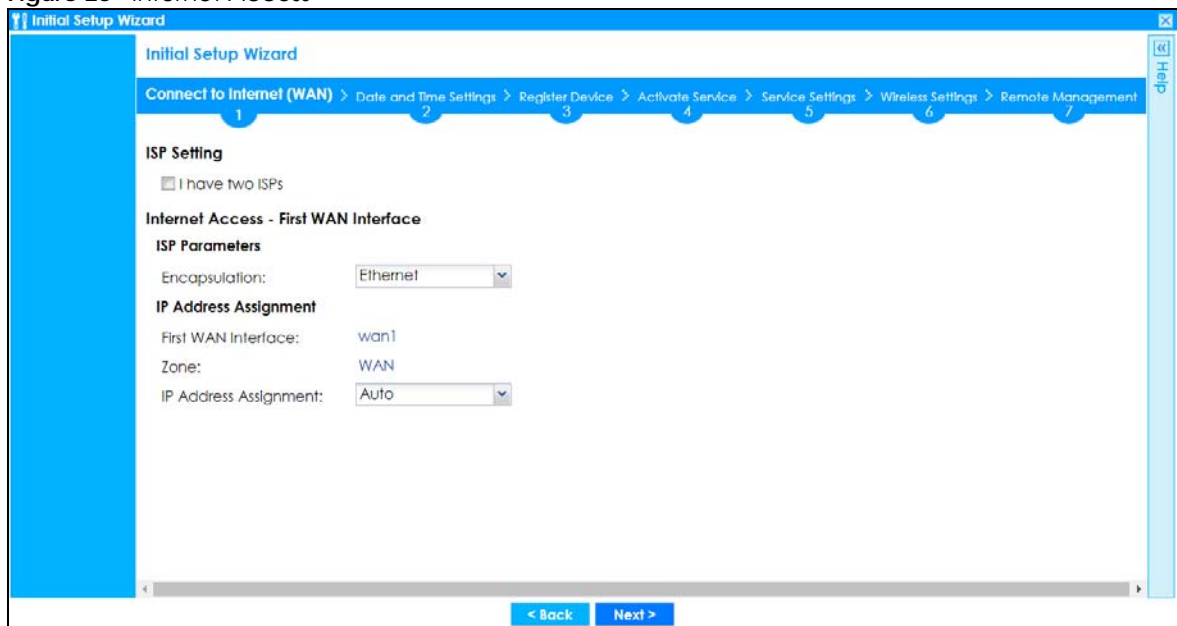 Initial Setup Wizard
Initial Setup Wizard
Help
Connect to Internet (WAN) > Date and Time Settings > Register Device > Activate Service > Service Settings > Wireless Settings > Remote Management
1 2 3 4 5 6 7
ISP Setting
I have two ISPs
Internet Access - First WAN Interface
ISP Parameters
Encapsulation: Ethernet
IP Address Assignment
First WAN Interface: wan1
Zone: WAN
IP Address Assignment: Auto
< Back Next >